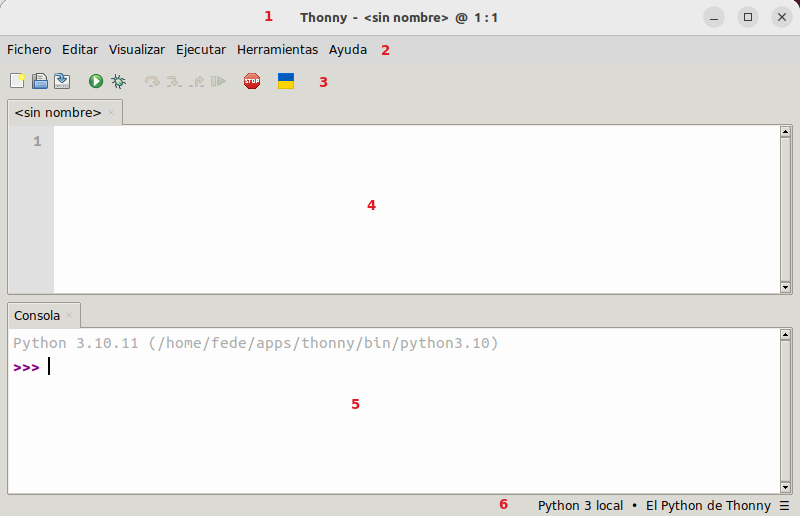 1 Thonny - <sin nombre> @ 1:1
Fichero Editar Visualizar Ejecutar Herramientas Ayuda 2
STOP 3
<sin nombre> ×
1
4
Consola ×
Python 3.10.11 (/home/fede/apps/thonny/bin/python3.10)
>>>
5
6 Python 3 local • El Python de Thonny ☰